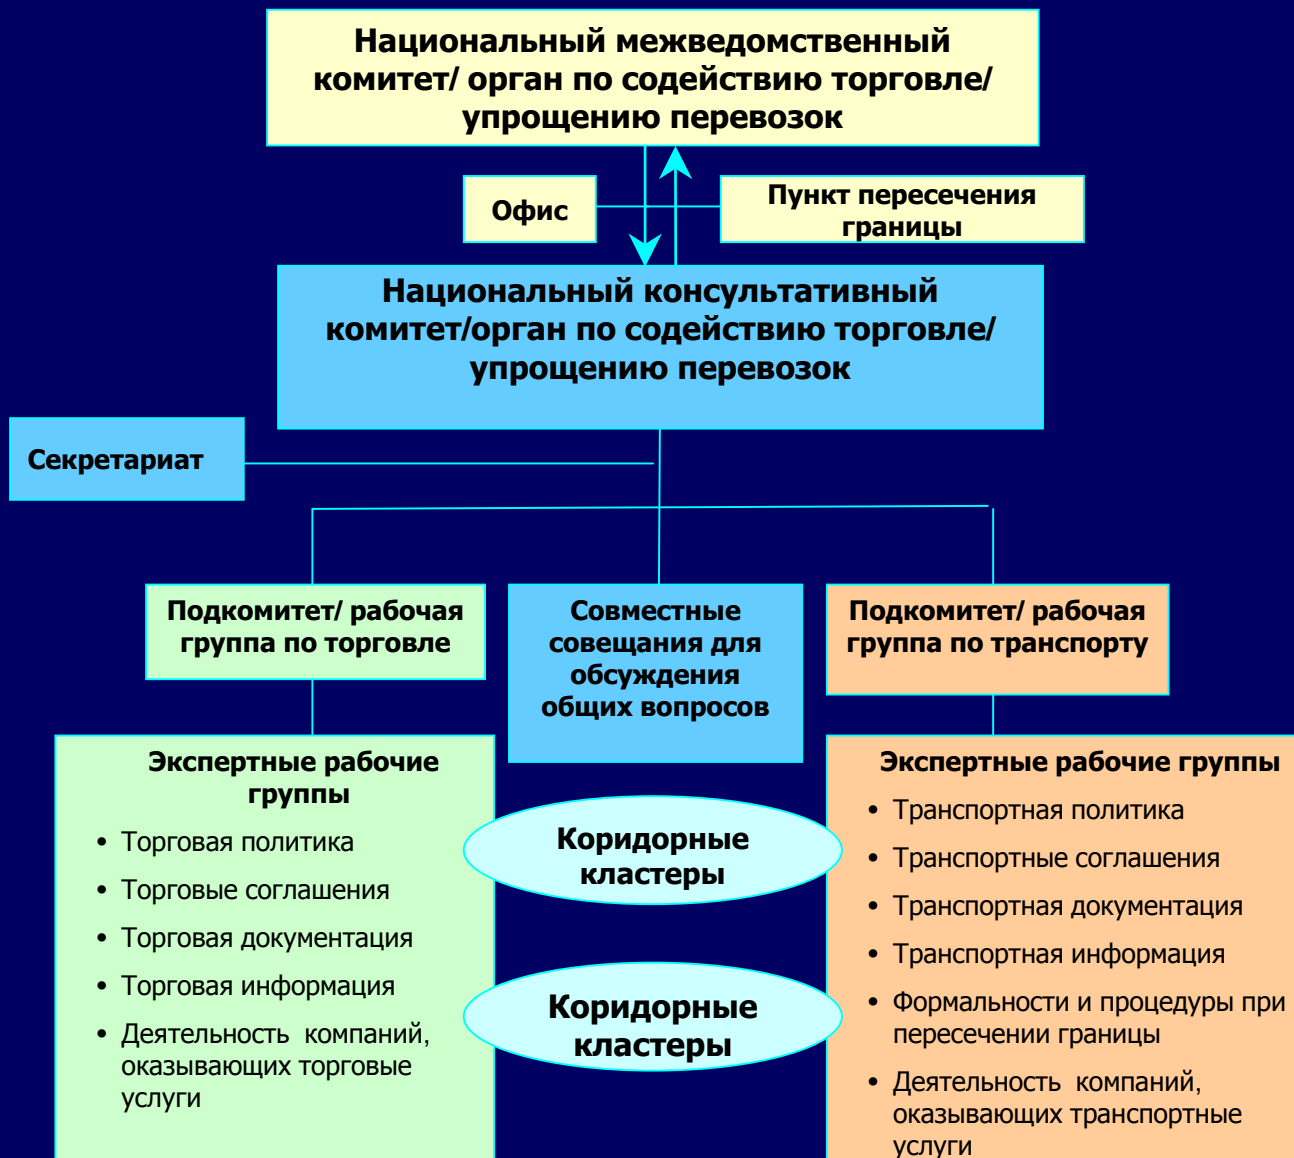 Национальный межведомственный
комитет/ орган по содействию торговле/
упрощению перевозок
Офис
Пункт пересечения
границы
Национальный консультативный
комитет/орган по содействию торговле/
упрощению перевозок
Секретариат
Подкомитет/ рабочая
группа по торговле
Совместные
совещания для
обсуждения
общих вопросов
Подкомитет/ рабочая
группа по транспорту
Экспертные рабочие
группы
• Торговая политика
• Торговые соглашения
• Торговая документация
• Торговая информация
• Деятельность компаний,
оказывающих торговые
услуги
Коридорные
кластеры
Коридорные
кластеры
Экспертные рабочие группы
• Транспортная политика
• Транспортные соглашения
• Транспортная документация
• Транспортная информация
• Формальности и процедуры при
пересечении границы
• Деятельность компаний,
оказывающих транспортные
услуги